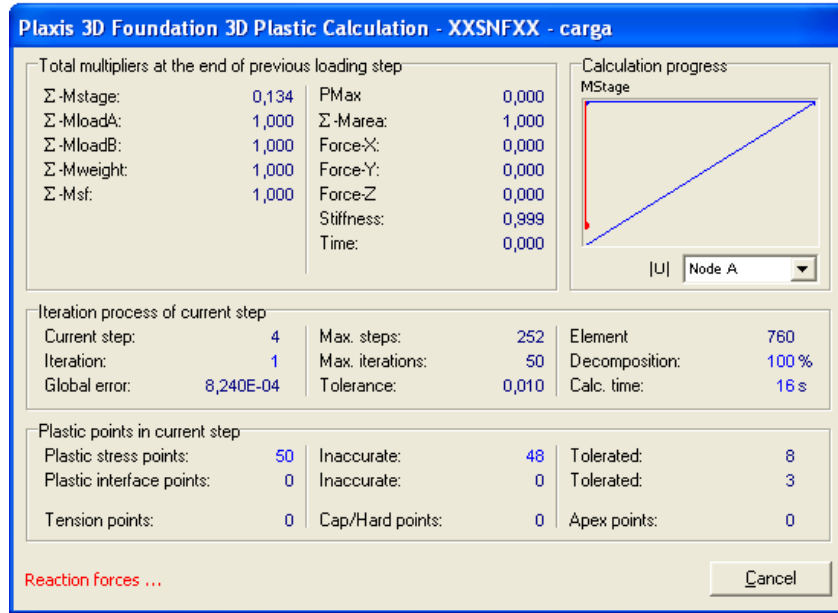 Plaxis 3D Foundation 3D Plastic Calculation - XXSNFXX - carga
Total multipliers at the end of previous loading step
Σ-Mstage: 0,134 PMax 0,000
Σ-MloadA: 1,000 Σ-Marea: 1,000
Σ-MloadB: 1,000 Force-X: 0,000
Σ-Mweight: 1,000 Force-Y: 0,000
Σ-Msf: 1,000 Force-Z 0,000
Stiffness: 0,999
Time: 0,000
Calculation progress
MStage
|U| Node A
Iteration process of current step
Current step: 4 Max. steps: 252 Element 760
Iteration: 1 Max. iterations: 50 Decomposition: 100 %
Global error: 8,240E-04 Tolerance: 0,010 Calc. time: 16 s
Plastic points in current step
Plastic stress points: 50 Inaccurate: 48 Tolerated: 8
Plastic interface points: 0 Inaccurate: 0 Tolerated: 3
Tension points: 0 Cap/Hard points: 0 Apex points: 0
Reaction forces ...
Cancel